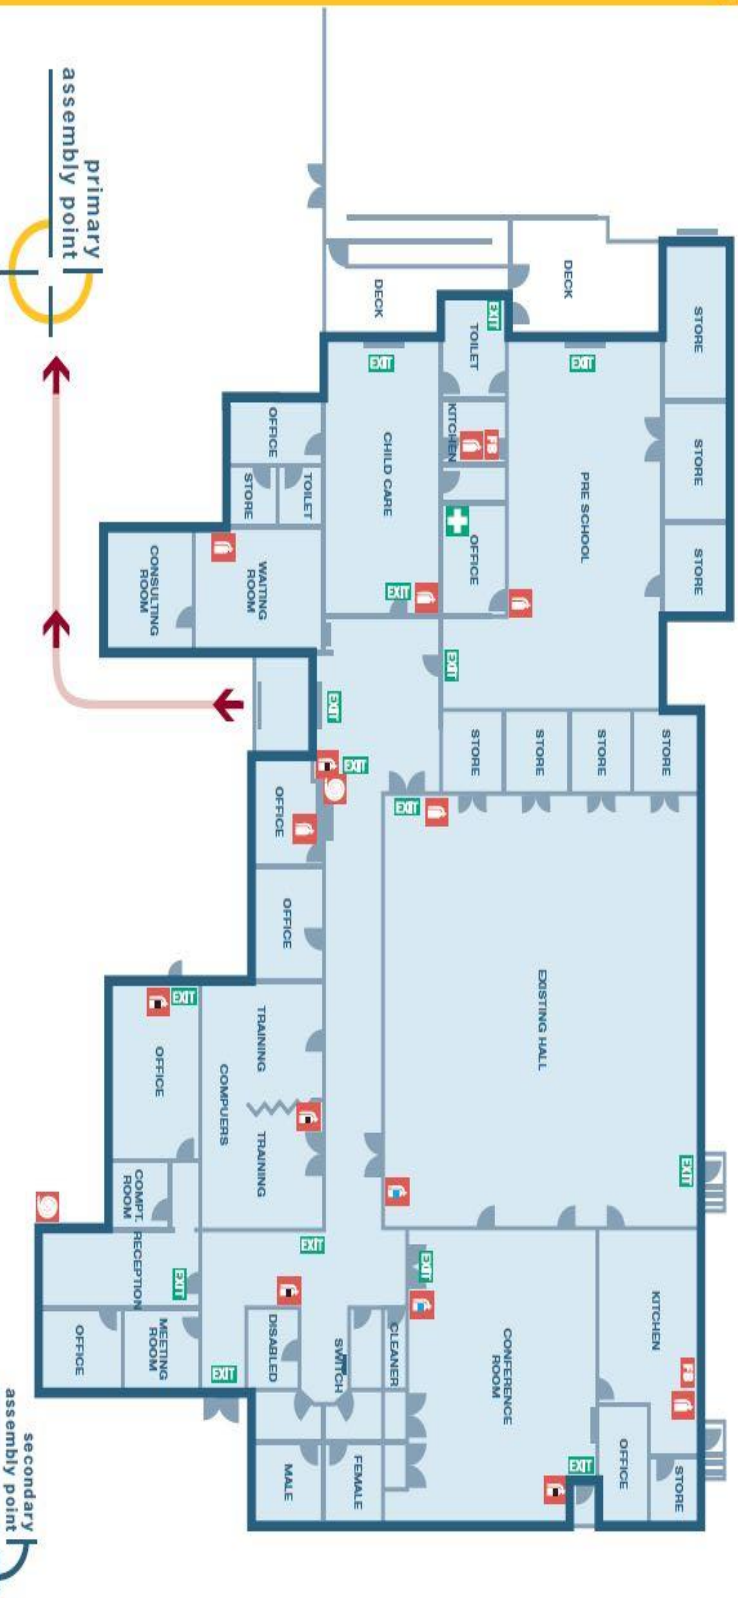 STORE
STORE
STORE
EXIT
FB
STORE
STORE
KITCHEN
STORE
OFFICE
EXIT
PRE SCHOOL
EXIT
DECK
STORE
EXISTING HALL
CONFERENCE
ROOM
EXIT
FB
TOILET
OFFICE
STORE
KITCHEN
EXIT
EXIT
EXIT
EXIT
CLEANER
DECK
EXIT
CHILD CARE
EXIT
FEMALE
EXIT
SWITCH
EXIT
TOILET
OFFICE
OFFICE
OFFICE
DISABLED
MALE
STORE
WAITING
ROOM
TRAINING
TRAINING
COMPUERS
EXIT
EXIT
EXIT
CONSULTING
ROOM
OFFICE
COMPT.
ROOM
RECEPTION
MEETING
ROOM
OFFICE
primary
assembly point
secondary
assembly point